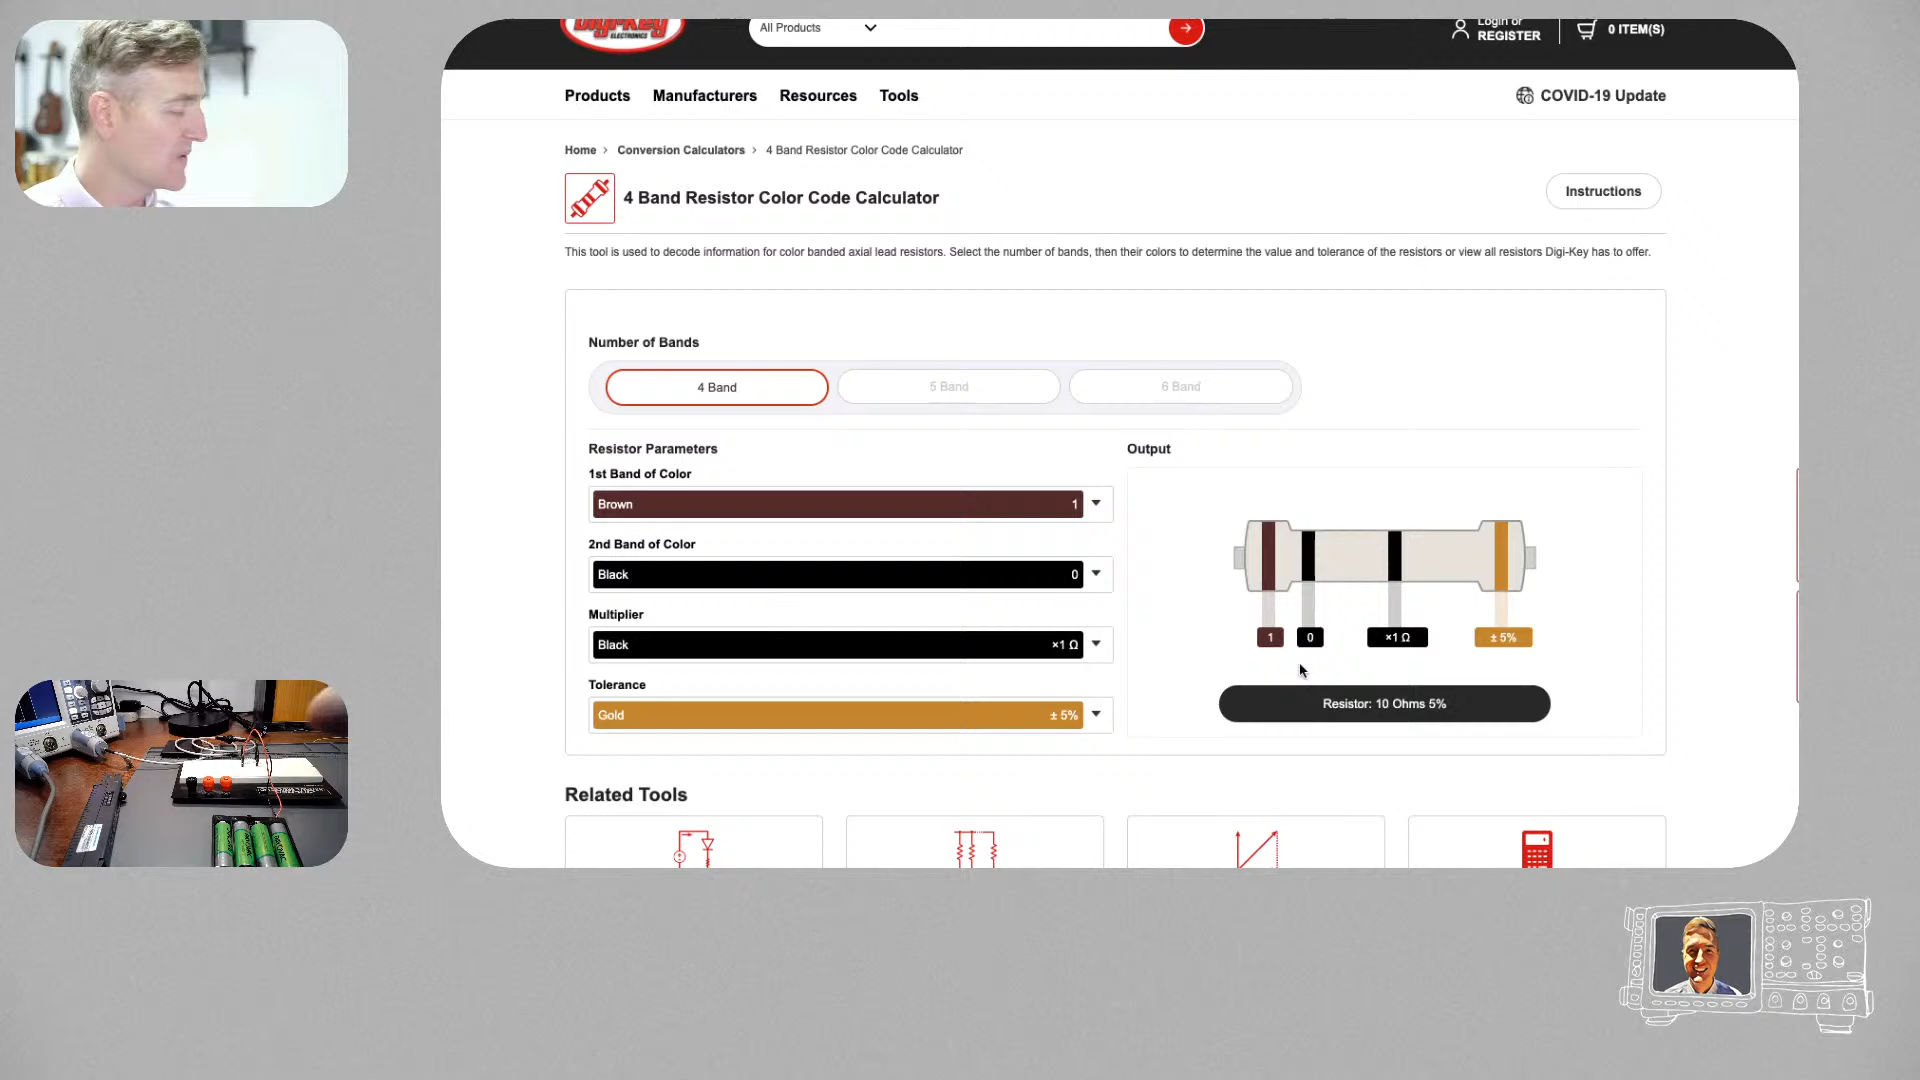 Digi-Key
ELECTRONICS
All Products
Login or
REGISTER
0 ITEM(S)
Products
Manufacturers
Resources
Tools
COVID-19 Update
Home > Conversion Calculators > 4 Band Resistor Color Code Calculator
4 Band Resistor Color Code Calculator
Instructions
This tool is used to decode information for color banded axial lead resistors. Select the number of bands, then their colors to determine the value and tolerance of the resistors or view all resistors Digi-Key has to offer.
Number of Bands
4 Band
5 Band
6 Band
Resistor Parameters
Output
1st Band of Color
Brown 1
2nd Band of Color
Black 0
Multiplier
Black ×1 Ω
Tolerance
Gold ± 5%
1
0
×1 Ω
± 5%
Resistor: 10 Ohms 5%
Related Tools